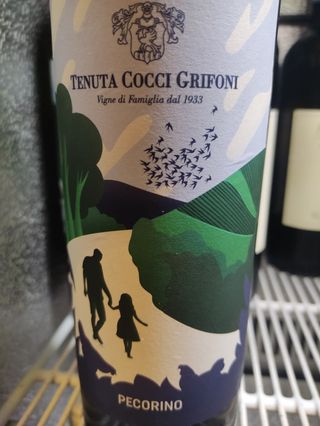 TENUTA COCCI GRIFONI
Vigne di Famiglia dal 1933
PECORINO